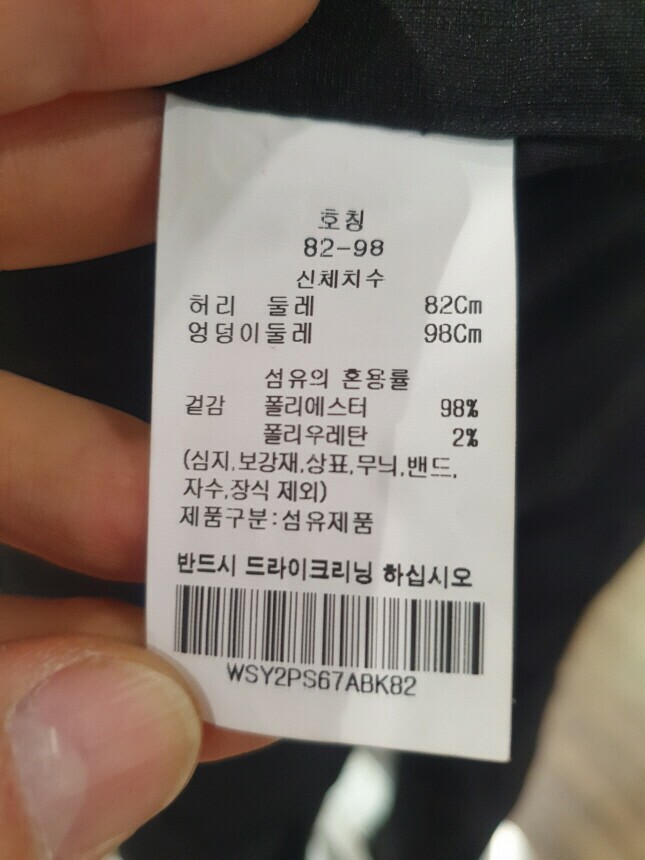 호칭
82-98
신체치수
허리 둘레 82Cm
엉덩이둘레 98Cm
섬유의 혼용률
겉감 폴리에스터 98%
폴리우레탄 2%
(심지,보강재,상표,무늬,밴드,
자수,장식 제외)
제품구분:섬유제품
반드시 드라이크리닝 하십시오
WSY2PS67ABK82